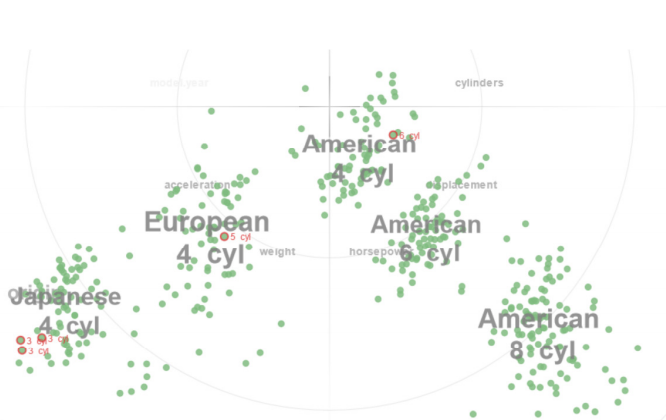 model.year
cylinders
American
4 cyl
5 cyl
acceleration
displacement
European
4 cyl
5 cyl
American
6 cyl
weight
horsepower
origin
Japanese
4 cyl
3 cyl
3 cyl
3 cyl
American
8 cyl